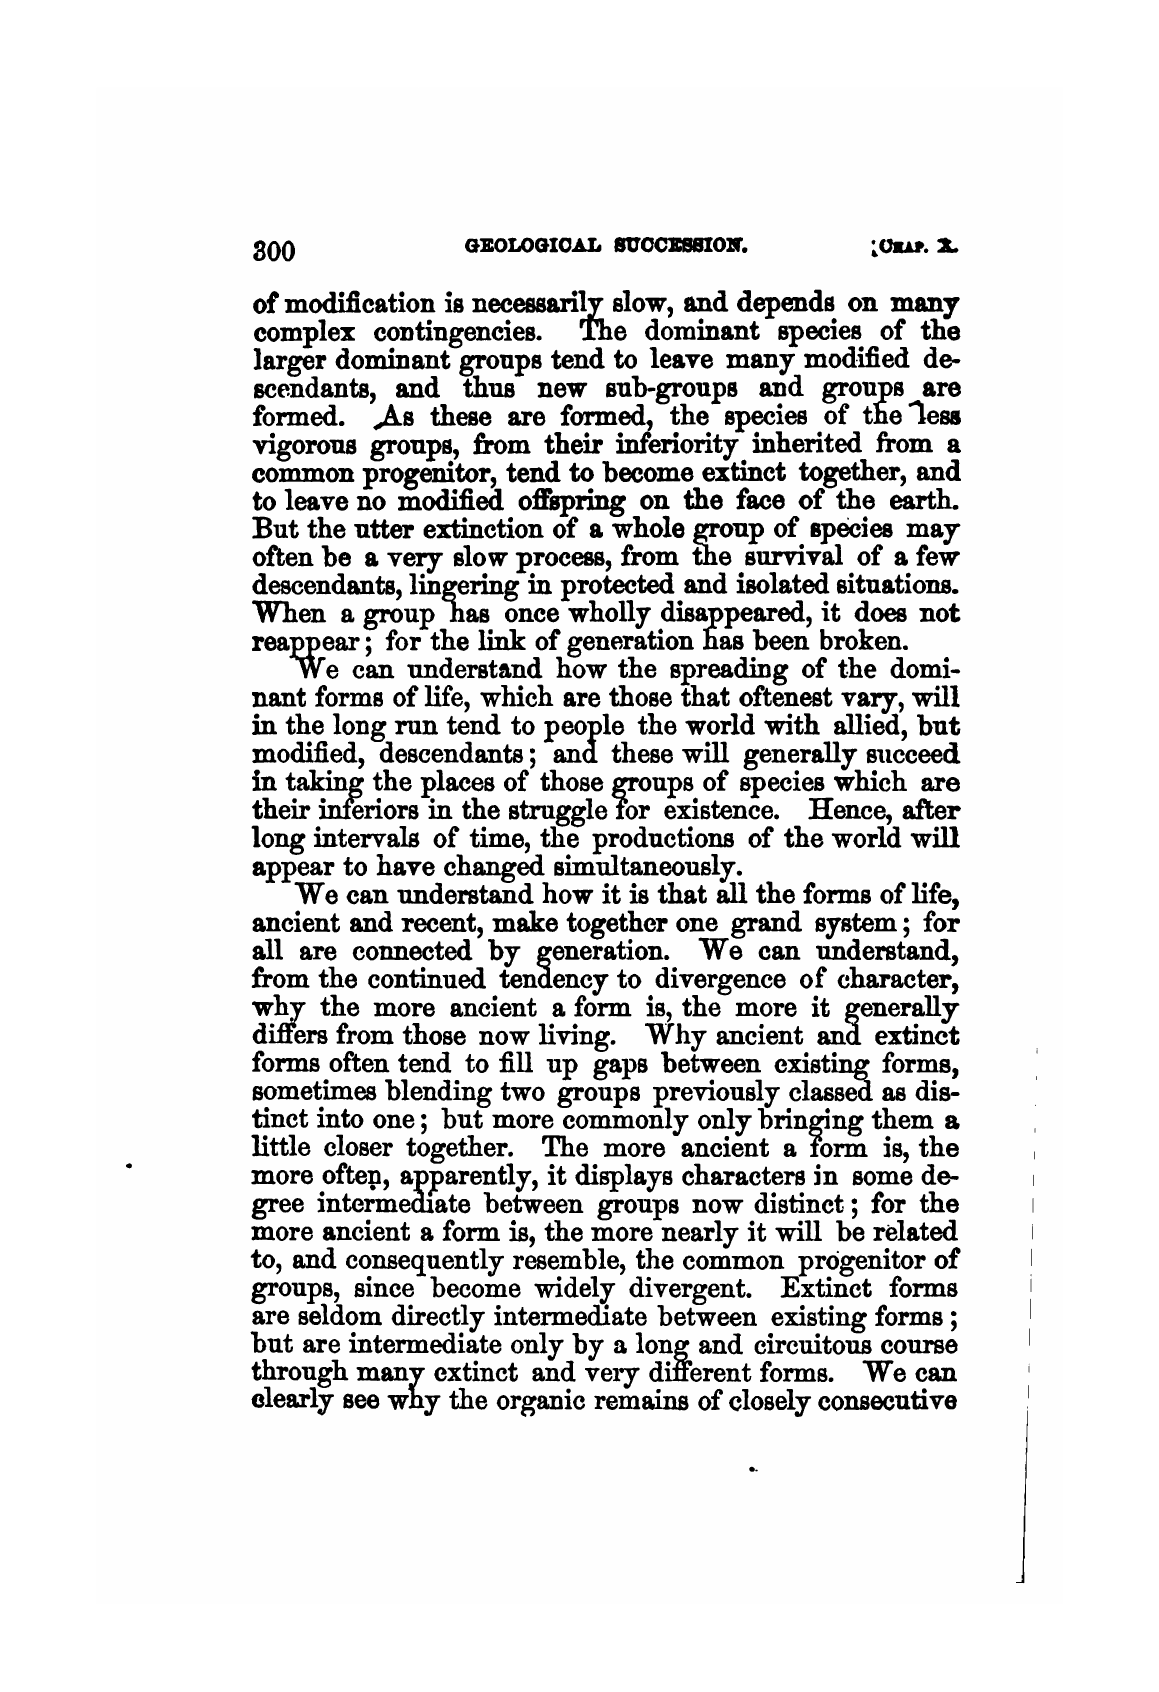 300 GEOLOGICAL SUCCESSION. [CHAP. X.
of modification is necessarily slow, and depends on many
complex contingencies. The dominant species of the
larger dominant groups tend to leave many modified de-
scendants, and thus new sub-groups and groups are
formed. As these are formed, the species of the less
vigorous groups, from their inferiority inherited from a
common progenitor, tend to become extinct together, and
to leave no modified offspring on the face of the earth.
But the utter extinction of a whole group of species may
often be a very slow process, from the survival of a few
descendants, lingering in protected and isolated situations.
When a group has once wholly disappeared, it does not
reappear; for the link of generation has been broken.
We can understand how the spreading of the domi-
nant forms of life, which are those that oftenest vary, will
in the long run tend to people the world with allied, but
modified, descendants; and these will generally succeed
in taking the places of those groups of species which are
their inferiors in the struggle for existence. Hence, after
long intervals of time, the productions of the world will
appear to have changed simultaneously.
We can understand how it is that all the forms of life,
ancient and recent, make together one grand system; for
all are connected by generation. We can understand,
from the continued tendency to divergence of character,
why the more ancient a form is, the more it generally
differs from those now living. Why ancient and extinct
forms often tend to fill up gaps between existing forms,
sometimes blending two groups previously classed as dis-
tinct into one; but more commonly only bringing them a
little closer together. The more ancient a form is, the
more often, apparently, it displays characters in some de-
gree intermediate between groups now distinct; for the
more ancient a form is, the more nearly it will be related
to, and consequently resemble, the common progenitor of
groups, since become widely divergent. Extinct forms
are seldom directly intermediate between existing forms;
but are intermediate only by a long and circuitous course
through many extinct and very different forms. We can
clearly see why the organic remains of closely consecutive